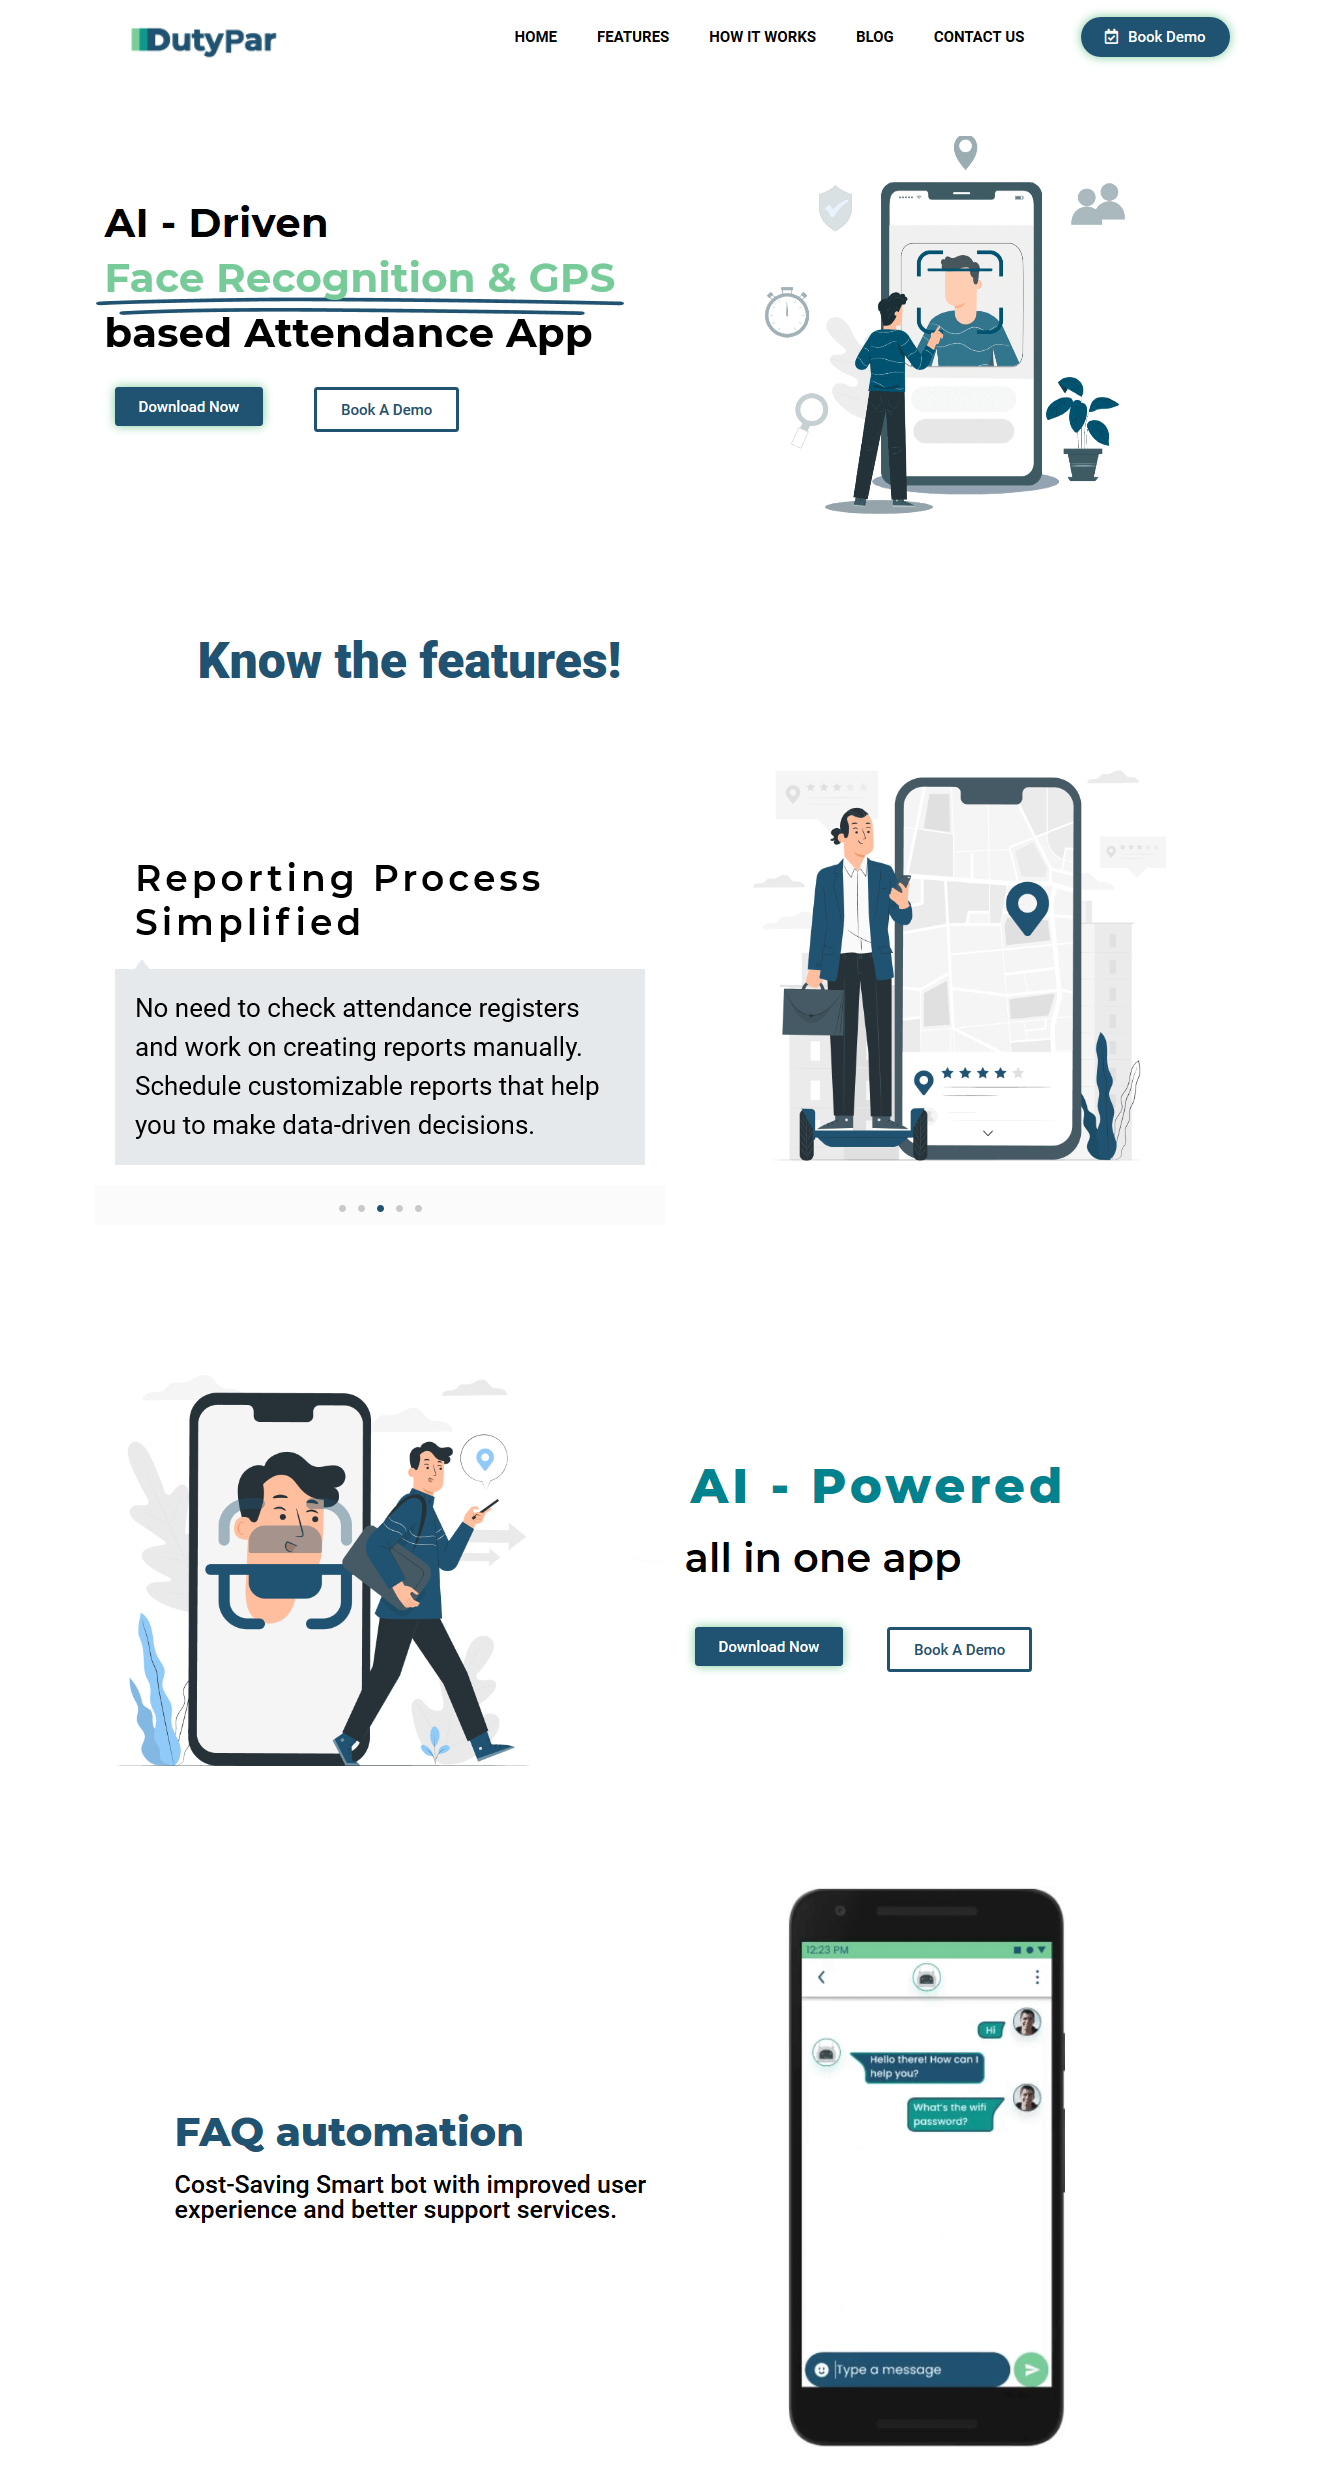 DutyPar
HOME FEATURES HOW IT WORKS BLOG CONTACT US Book Demo
AI - Driven
Face Recognition & GPS
based Attendance App
Download Now Book A Demo
Know the features!
Reporting Process
Simplified
No need to check attendance registers
and work on creating reports manually.
Schedule customizable reports that help
you to make data-driven decisions.
AI - Powered
all in one app
Download Now Book A Demo
12:23 PM
Hi
Hello there! How can I
help you?
What's the wifi
password?
FAQ automation
Cost-Saving Smart bot with improved user
experience and better support services.
Type a message